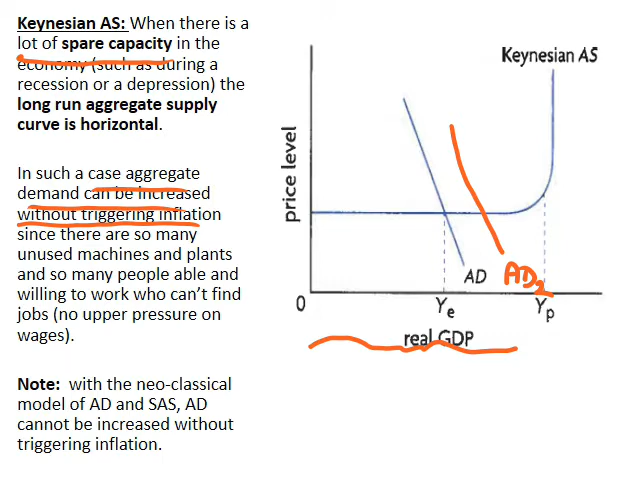 Keynesian AS: When there is a
lot of spare capacity in the
economy (such as during a
recession or a depression) the
long run aggregate supply
curve is horizontal.
In such a case aggregate
demand can be increased
without triggering inflation
since there are so many
unused machines and plants
and so many people able and
willing to work who can't find
jobs (no upper pressure on
wages).
Note: with the neo-classical
model of AD and SAS, AD
cannot be increased without
triggering inflation.
Keynesian AS
price level
AD
AD2
0
Ye
Yp
real GDP